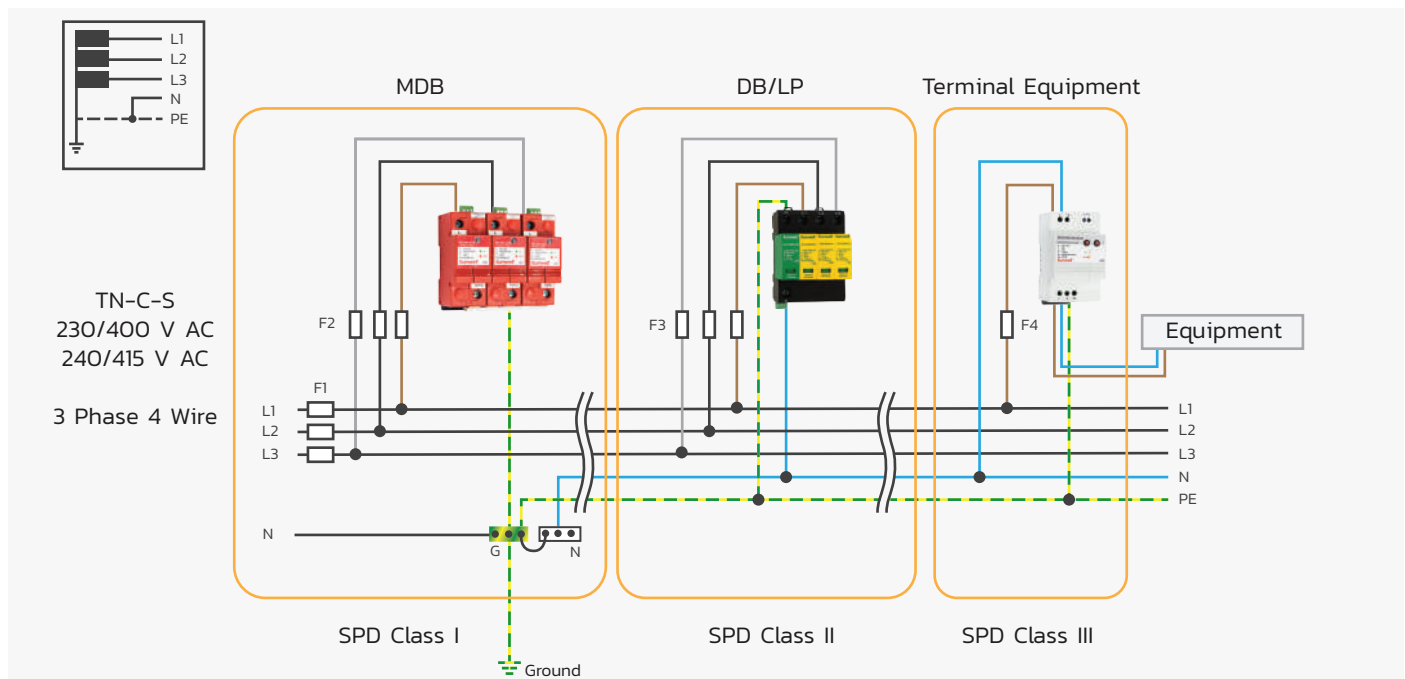 L1
L2
L3
N
PE
MDB
DB/LP
Terminal Equipment
TN-C-S
230/400 V AC
240/415 V AC
3 Phase 4 Wire
F2
F3
F4
Equipment
F1
L1
L2
L3
L1
L2
L3
N
PE
N
G
N
SPD Class I
SPD Class II
SPD Class III
Ground